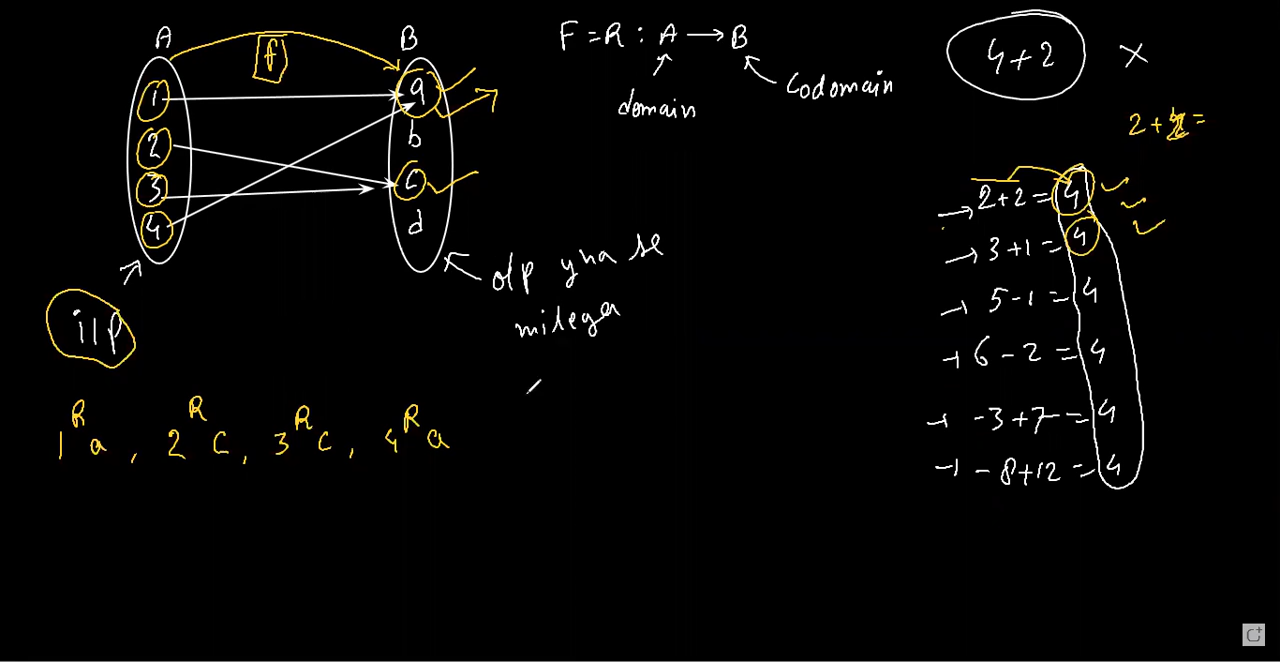 A
f
B
1
2
3
4
a
b
c
d
F = R : A → B
domain
Codomain
4+2 ×
→ 2+2 = 4
→ 3+1 = 4
→ 5-1 = 4
→ 6-2 = 4
→ -3+7 = 4
→ -8+12 = 4
i/p
o/p yha se
milega
1 R a , 2 R c , 3 R c , 4 R a